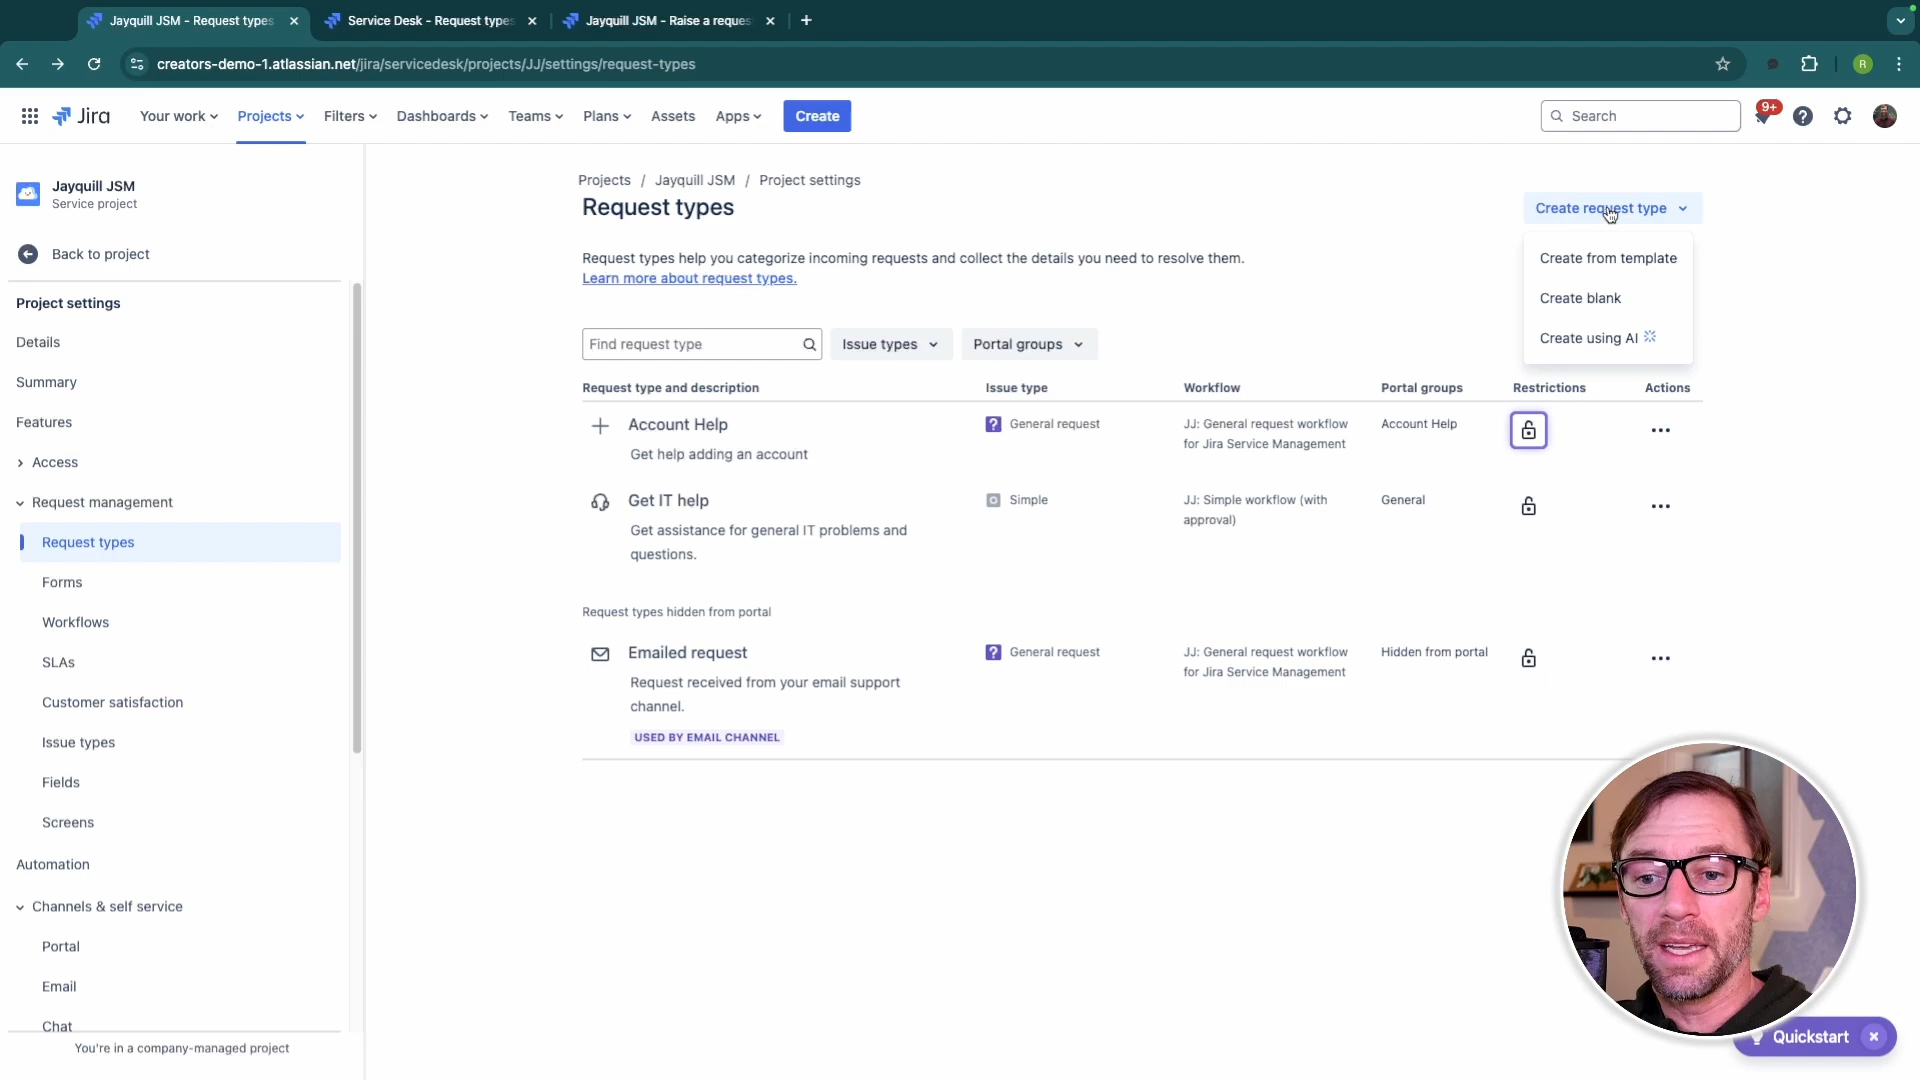 Jayquill JSM - Request types
Service Desk - Request types
Jayquill JSM - Raise a reques
creators-demo-1.atlassian.net/jira/servicedesk/projects/JJ/settings/request-types
R
Jira
Your work
Projects
Filters
Dashboards
Teams
Plans
Assets
Apps
Create
Search
9+
Jayquill JSM
Service project
Back to project
Project settings
Details
Summary
Features
Access
Request management
Request types
Forms
Workflows
SLAs
Customer satisfaction
Issue types
Fields
Screens
Automation
Channels & self service
Portal
Email
Chat
You're in a company-managed project
Projects / Jayquill JSM / Project settings
Request types
Create request type
Create from template
Create blank
Create using AI
Request types help you categorize incoming requests and collect the details you need to resolve them.
Learn more about request types.
Find request type
Issue types
Portal groups
Request type and description
Issue type
Workflow
Portal groups
Restrictions
Actions
Account Help
Get help adding an account
General request
JJ: General request workflow
for Jira Service Management
Account Help
Get IT help
Get assistance for general IT problems and
questions.
Simple
JJ: Simple workflow (with
approval)
General
Request types hidden from portal
Emailed request
Request received from your email support
channel.
USED BY EMAIL CHANNEL
General request
JJ: General request workflow
for Jira Service Management
Hidden from portal
Quickstart